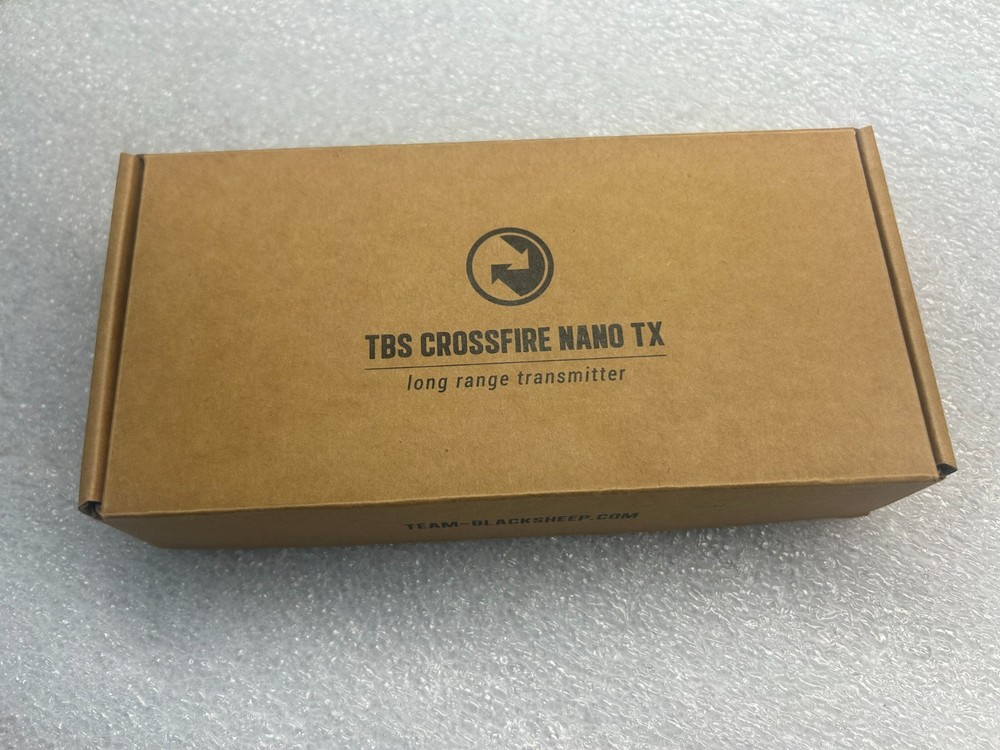 TBS CROSSFIRE NANO TX
long range transmitter
TEAM-BLACKSHEEP.COM